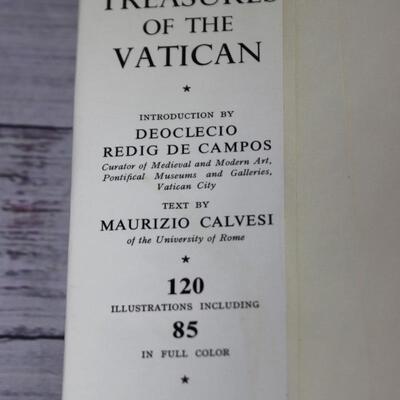 TREASURES
OF THE
VATICAN
★
INTRODUCTION BY
DEOCLECIO
REDIG DE CAMPOS
Curator of Medieval and Modern Art,
Pontifical Museums and Galleries,
Vatican City
TEXT BY
MAURIZIO CALVESI
of the University of Rome
★
120
ILLUSTRATIONS INCLUDING
85
IN FULL COLOR
★